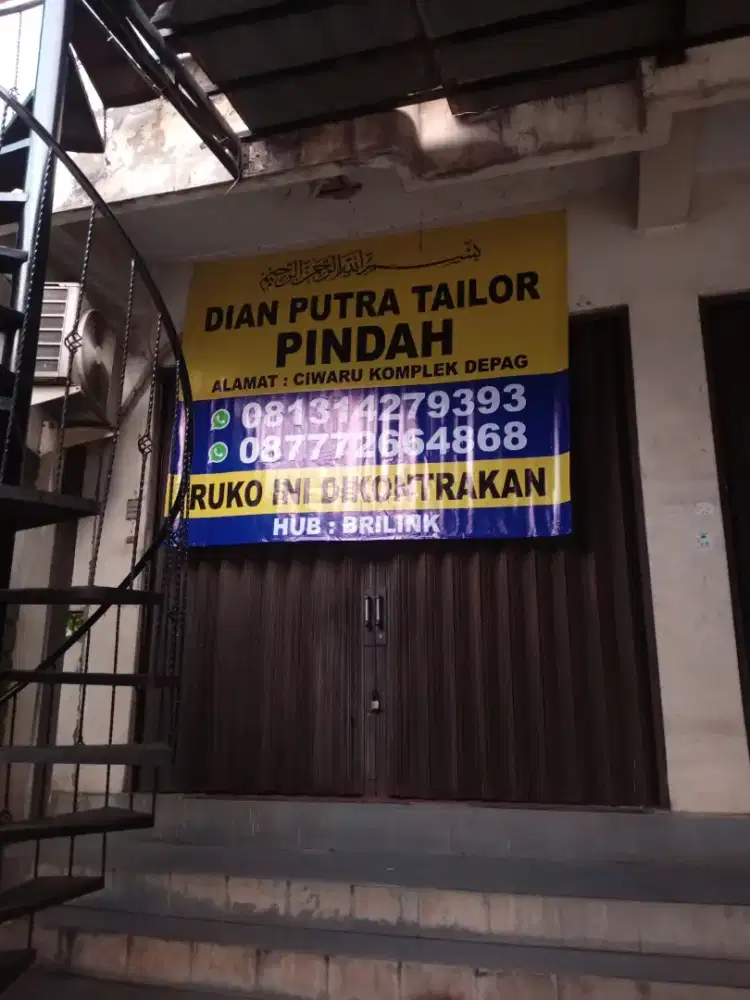 بسم الله الرحمن الرحيم
DIAN PUTRA TAILOR
PINDAH
ALAMAT : CIWARU KOMPLEK DEPAG
081314279393
087772664868
RUKO INI DIKONTRAKAN
HUB : BRILINK